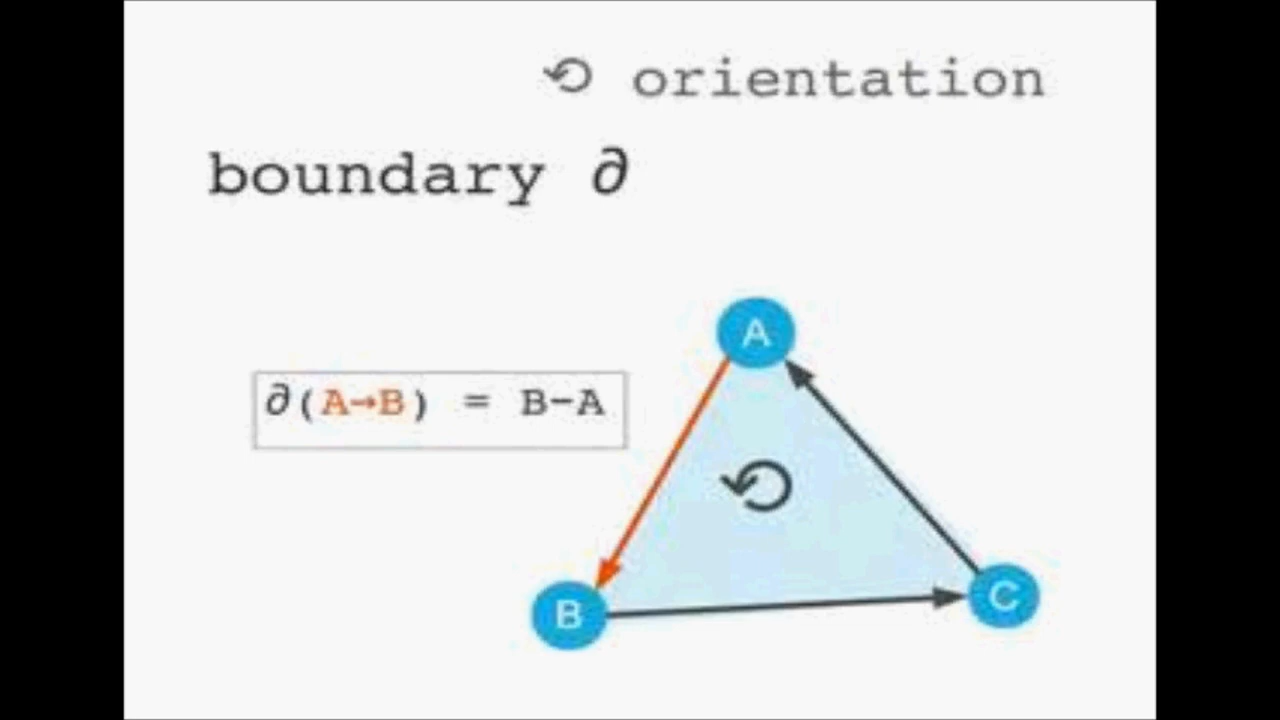 ⟲ orientation
boundary ∂
A
∂(A→B) = B−A
B
C